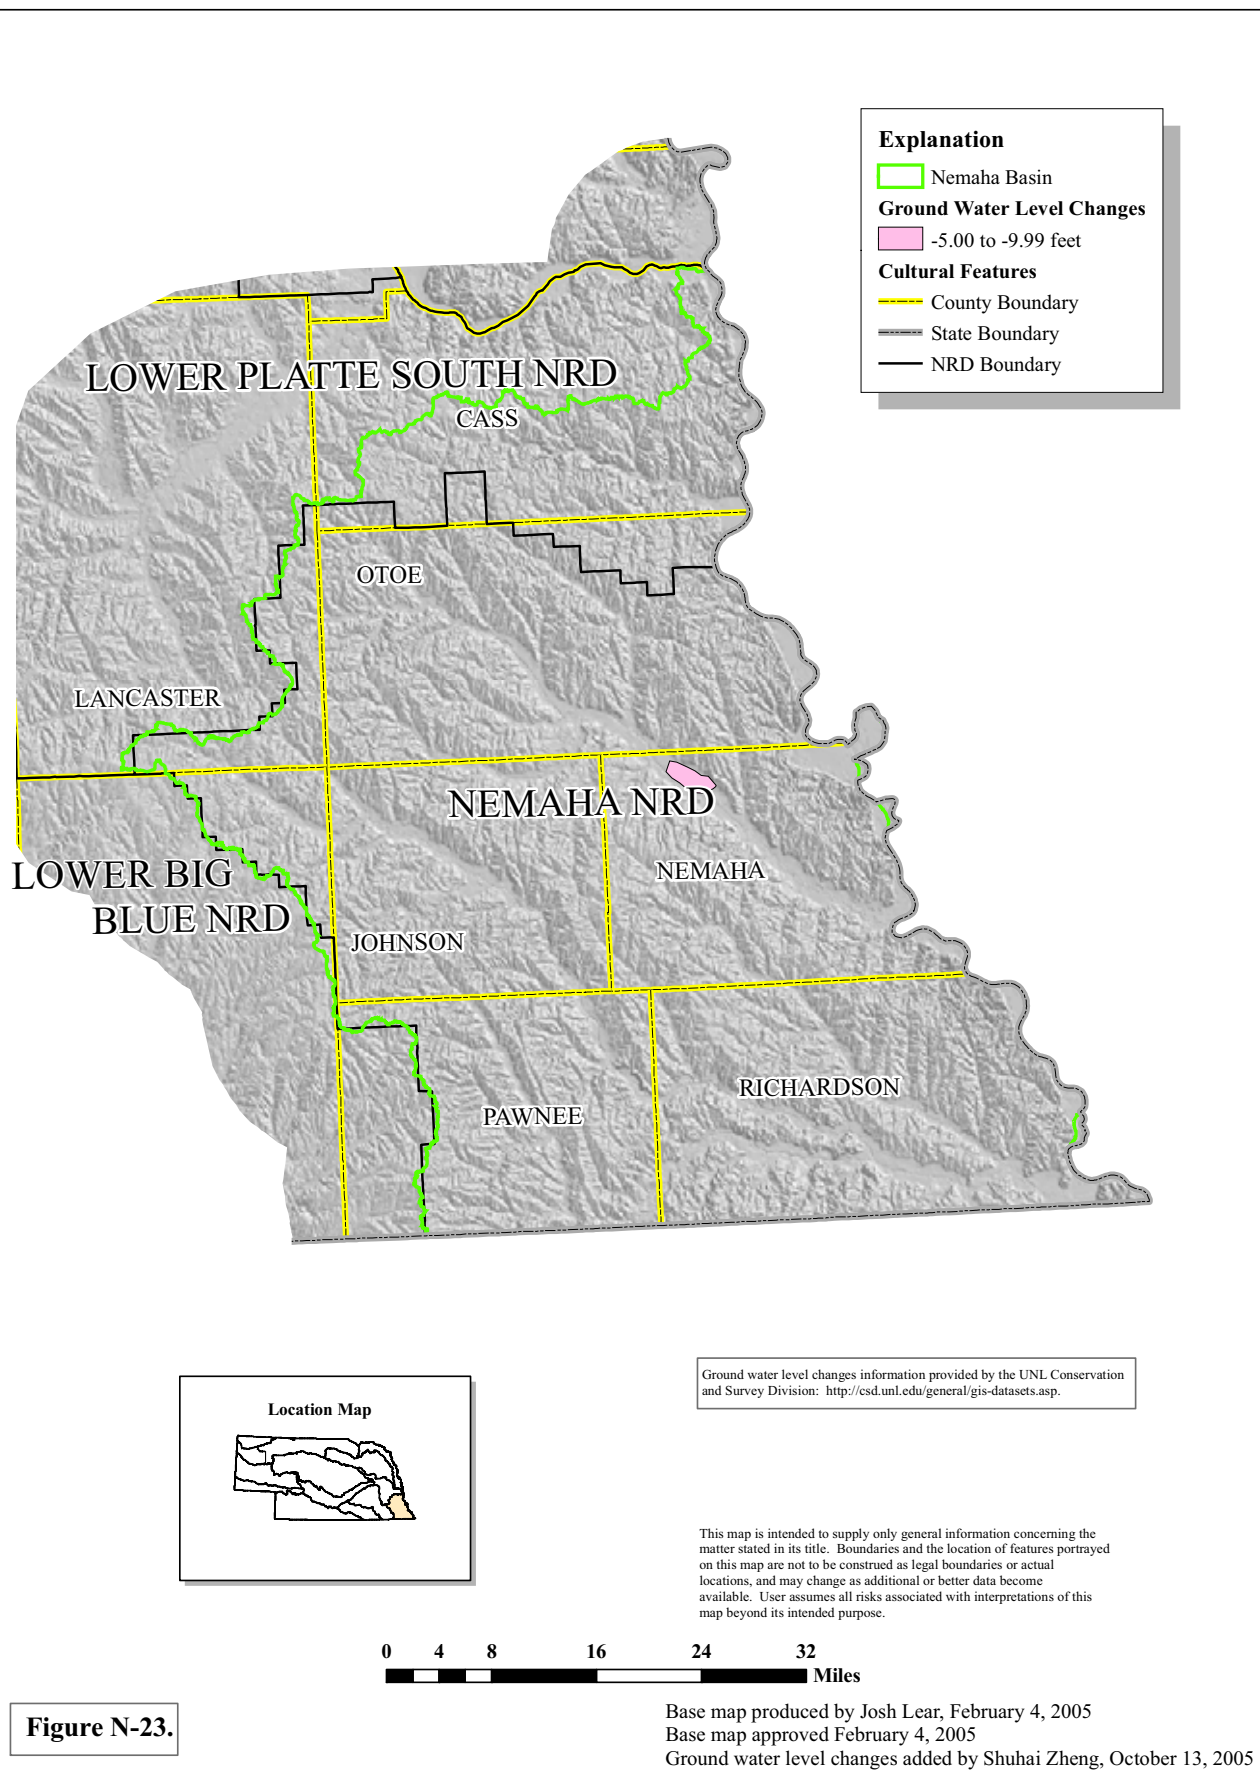 Explanation
Nemaha Basin
Ground Water Level Changes
-5.00 to -9.99 feet
Cultural Features
County Boundary
State Boundary
NRD Boundary
LOWER PLATTE SOUTH NRD
CASS
OTOE
LANCASTER
NEMAHA NRD
NEMAHA
LOWER BIG
BLUE NRD
JOHNSON
RICHARDSON
PAWNEE
Ground water level changes information provided by the UNL Conservation
and Survey Division:  http://csd.unl.edu/general/gis-datasets.asp.
Location Map
This map is intended to supply only general information concerning the
matter stated in its title.  Boundaries and the location of features portrayed
on this map are not to be construed as legal boundaries or actual
locations, and may change as additional or better data become
available.  User assumes all risks associated with interpretations of this
map beyond its intended purpose.
0 4 8 16 24 32
Miles
Figure N-23.
Base map produced by Josh Lear, February 4, 2005
Base map approved February 4, 2005
Ground water level changes added by Shuhai Zheng, October 13, 2005